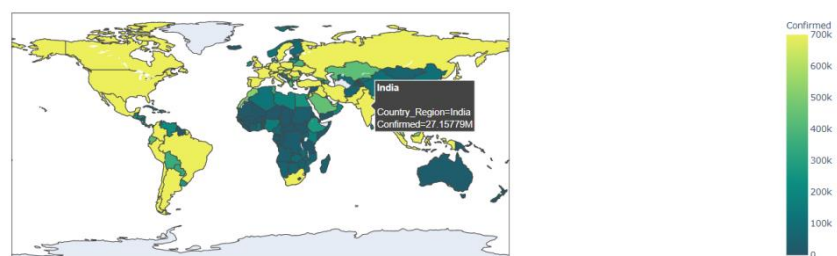 India
Country_Region=India
Confirmed=27.15779M
Confirmed
700k
600k
500k
400k
300k
200k
100k
0